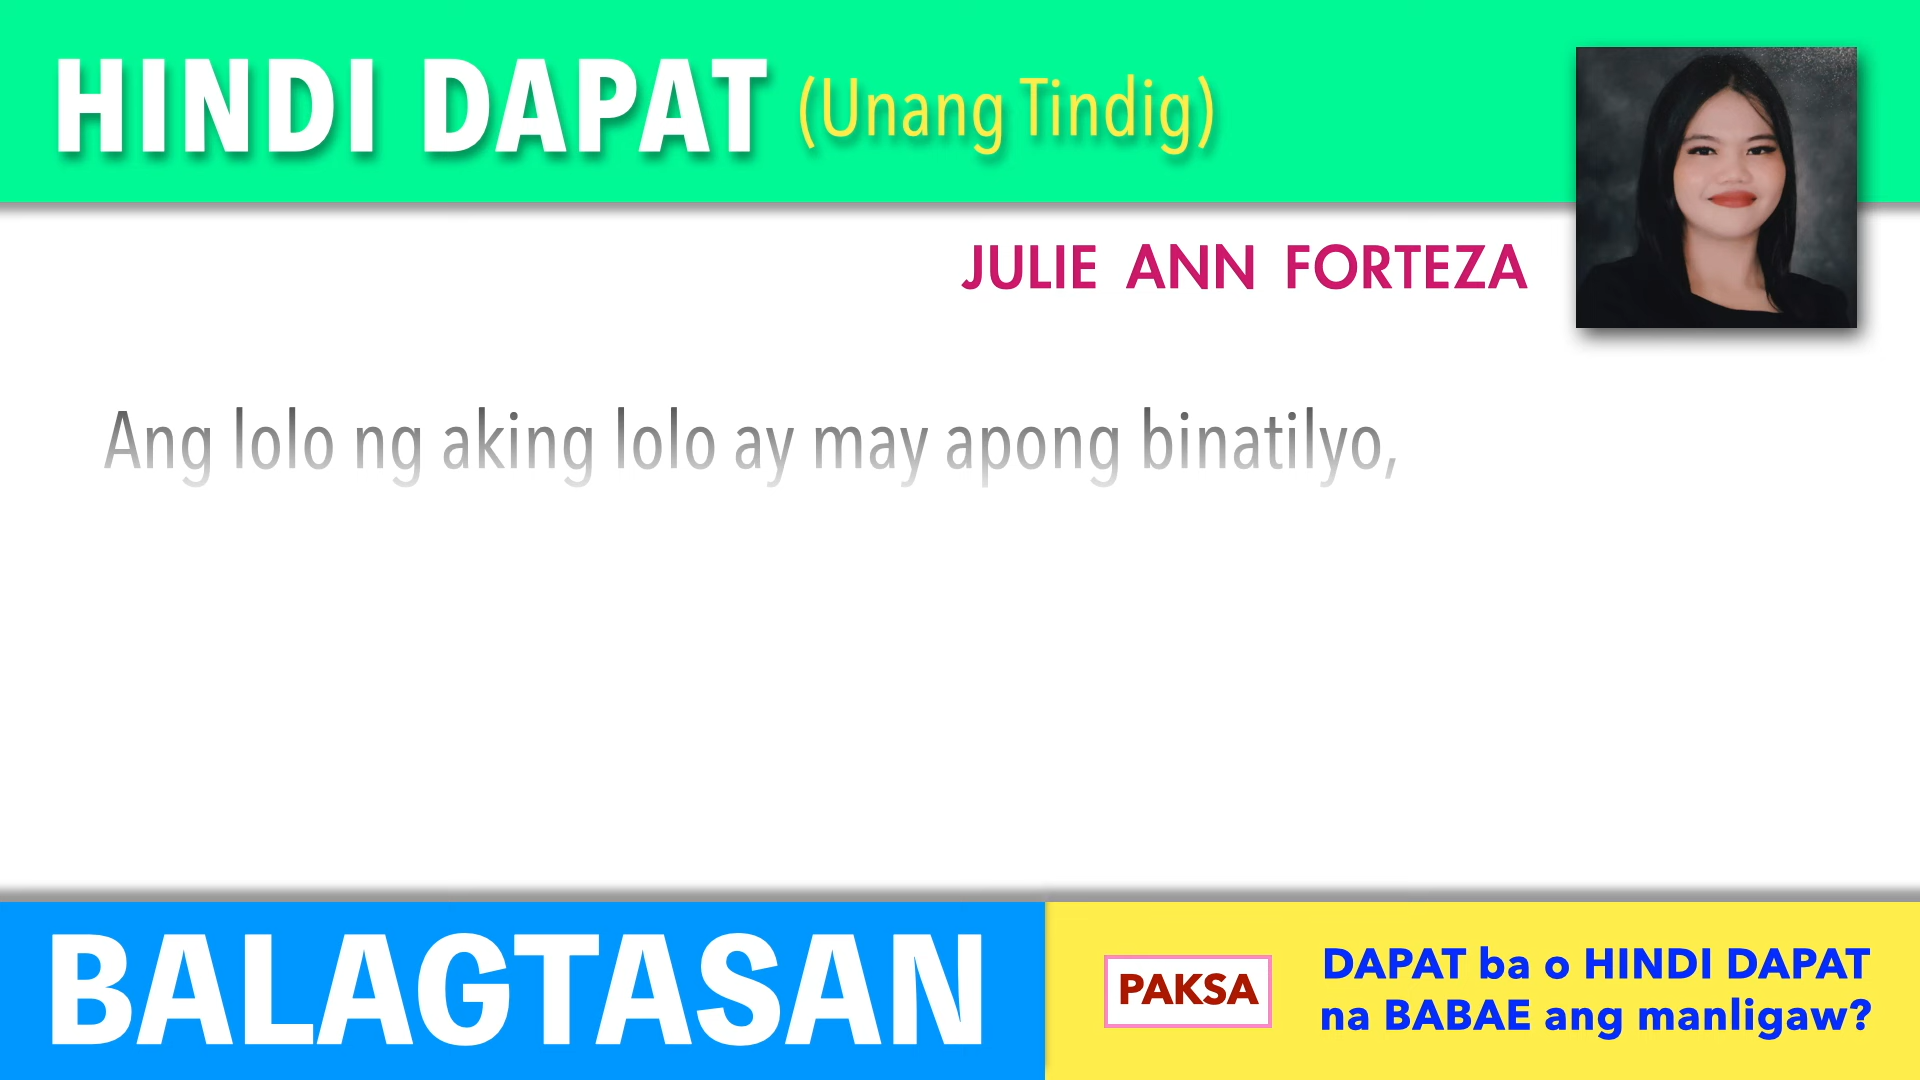 HINDI DAPAT (Unang Tindig)
JULIE ANN FORTEZA
Ang lolo ng aking lolo ay may apong binatilyo,
BALAGTASAN
PAKSA
DAPAT ba o HINDI DAPAT
na BABAE ang manligaw?